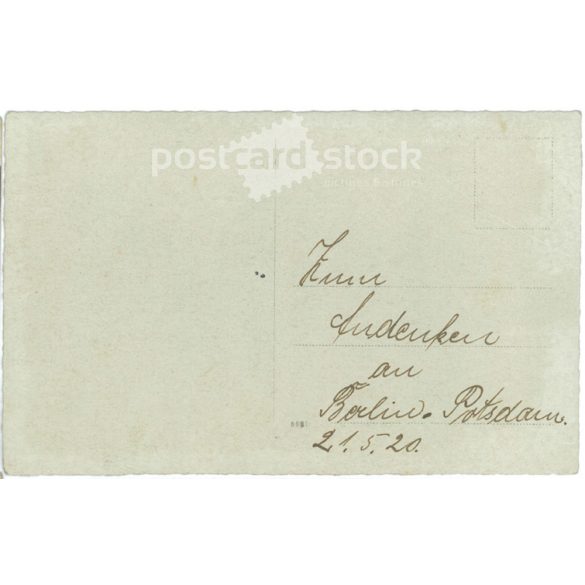 postcard stock
Zum
Andenken
an
Berlin-Potsdam.
21.5.20.